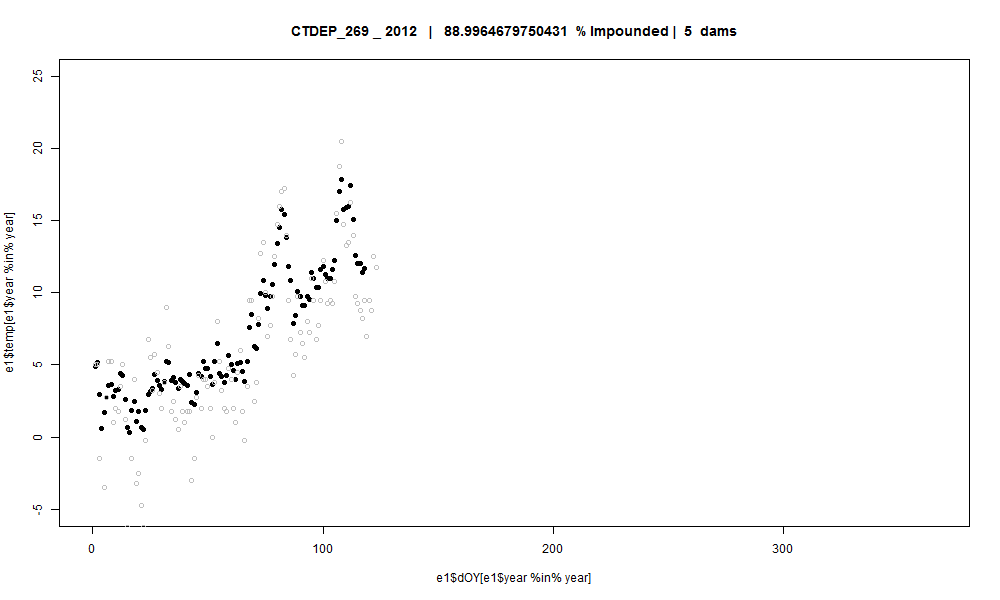 CTDEP_269 _ 2012 | 88.9964679750431 % Impounded | 5 dams
25
20
15
10
5
0
-5
e1$temp[e1$year %in% year]
0 100 200 300
e1$dOY[e1$year %in% year]